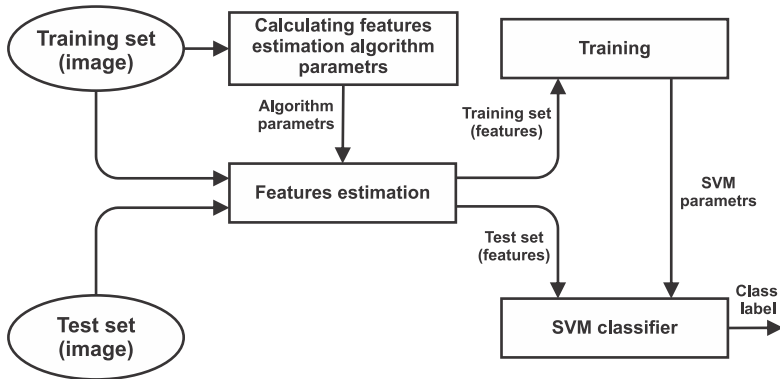 Training set
(image)
Calculating features
estimation algorithm
parametrs
Training
Algorithm
parametrs
Training set
(features)
Features estimation
SVM
parametrs
Test set
(features)
Test set
(image)
SVM classifier
Class
label